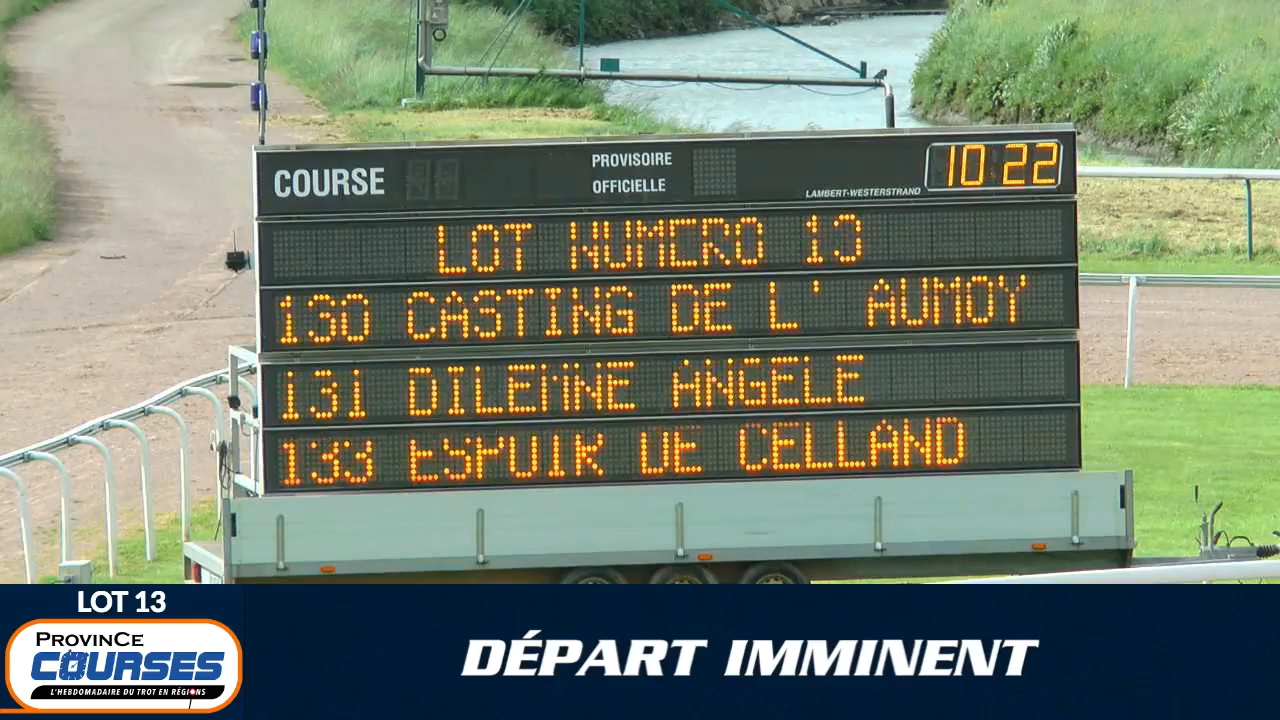 COURSE
PROVISOIRE
OFFICIELLE
LAMBERT-WESTERSTRAND
10 22
LOT NUMERO 13
130 CASTING DE L' AUMOY
131 DILEMNE ANGELE
133 ESPOIR DE CELLAND
LOT 13
PROVINCE
COURSES
L'HEBDOMADAIRE DU TROT EN RÉGIONS
DÉPART IMMINENT